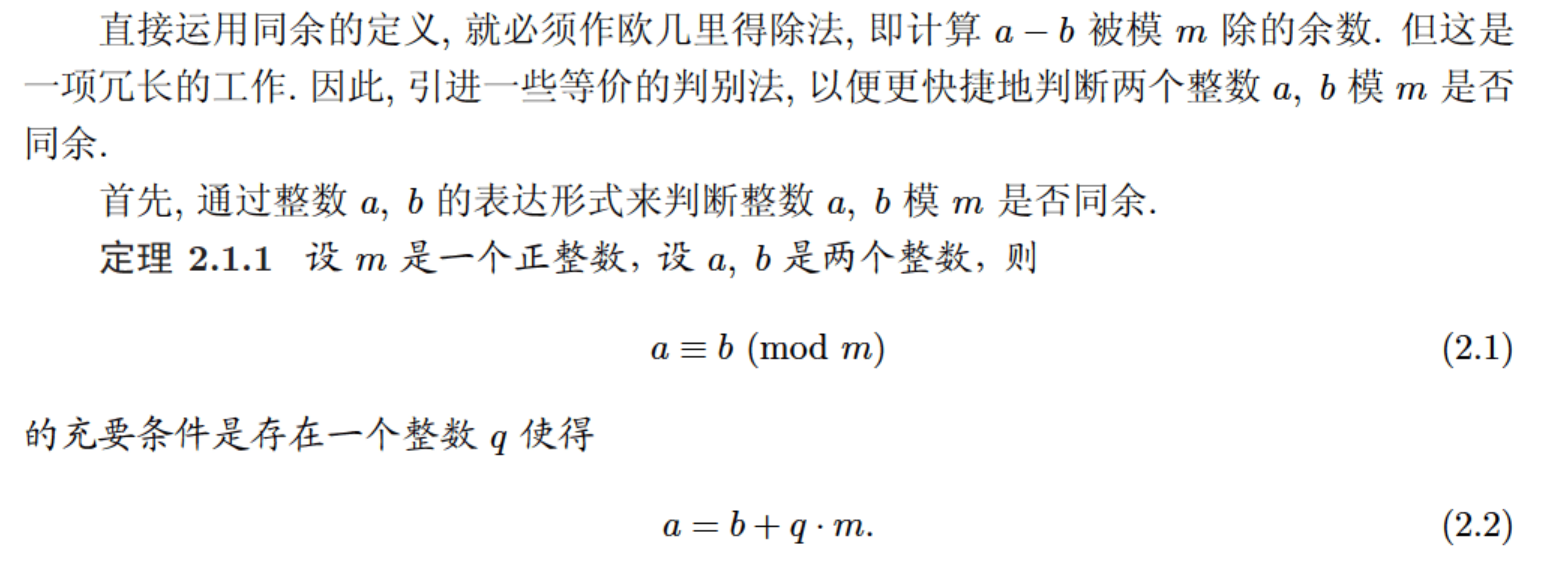 直接运用同余的定义, 就必须作欧几里得除法, 即计算 a − b 被模 m 除的余数. 但这是
一项冗长的工作. 因此, 引进一些等价的判别法, 以便更快捷地判断两个整数 a, b 模 m 是否
同余.
首先, 通过整数 a, b 的表达形式来判断整数 a, b 模 m 是否同余.
定理 2.1.1 设 m 是一个正整数，设 a, b 是两个整数，则
a ≡ b (mod m) (2.1)
的充要条件是存在一个整数 q 使得
a = b + q · m. (2.2)